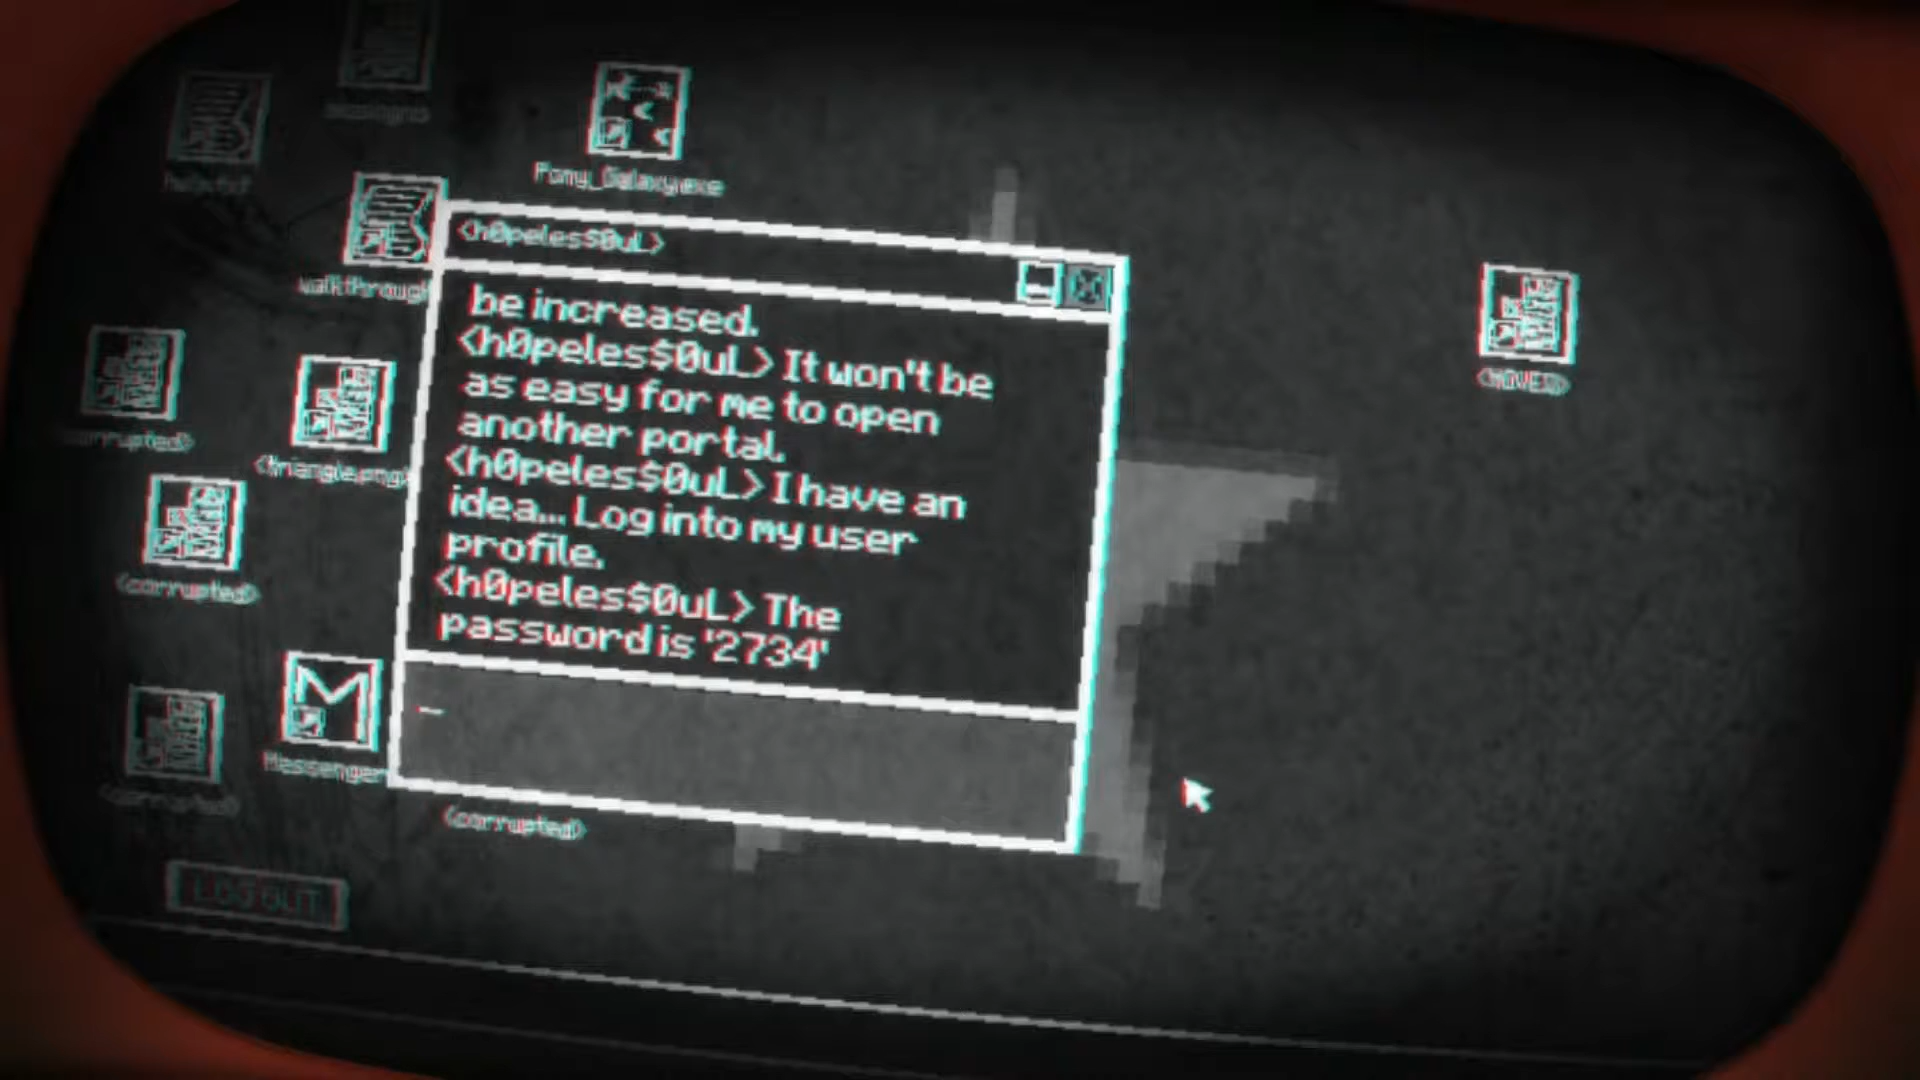 Pony_Galaxy.exe
<h0peles$0uL>
walkthroug
be increased.
<h0peles$0uL> It won't be
as easy for me to open
another portal.
<h0peles$0uL> I have an
idea... Log into my user
profile.
<h0peles$0uL> The
password is '2734'
_
corrupted>
<triangle.png
<corrupted>
Messenger
<corrupted>
<corrupted>
LOG OUT